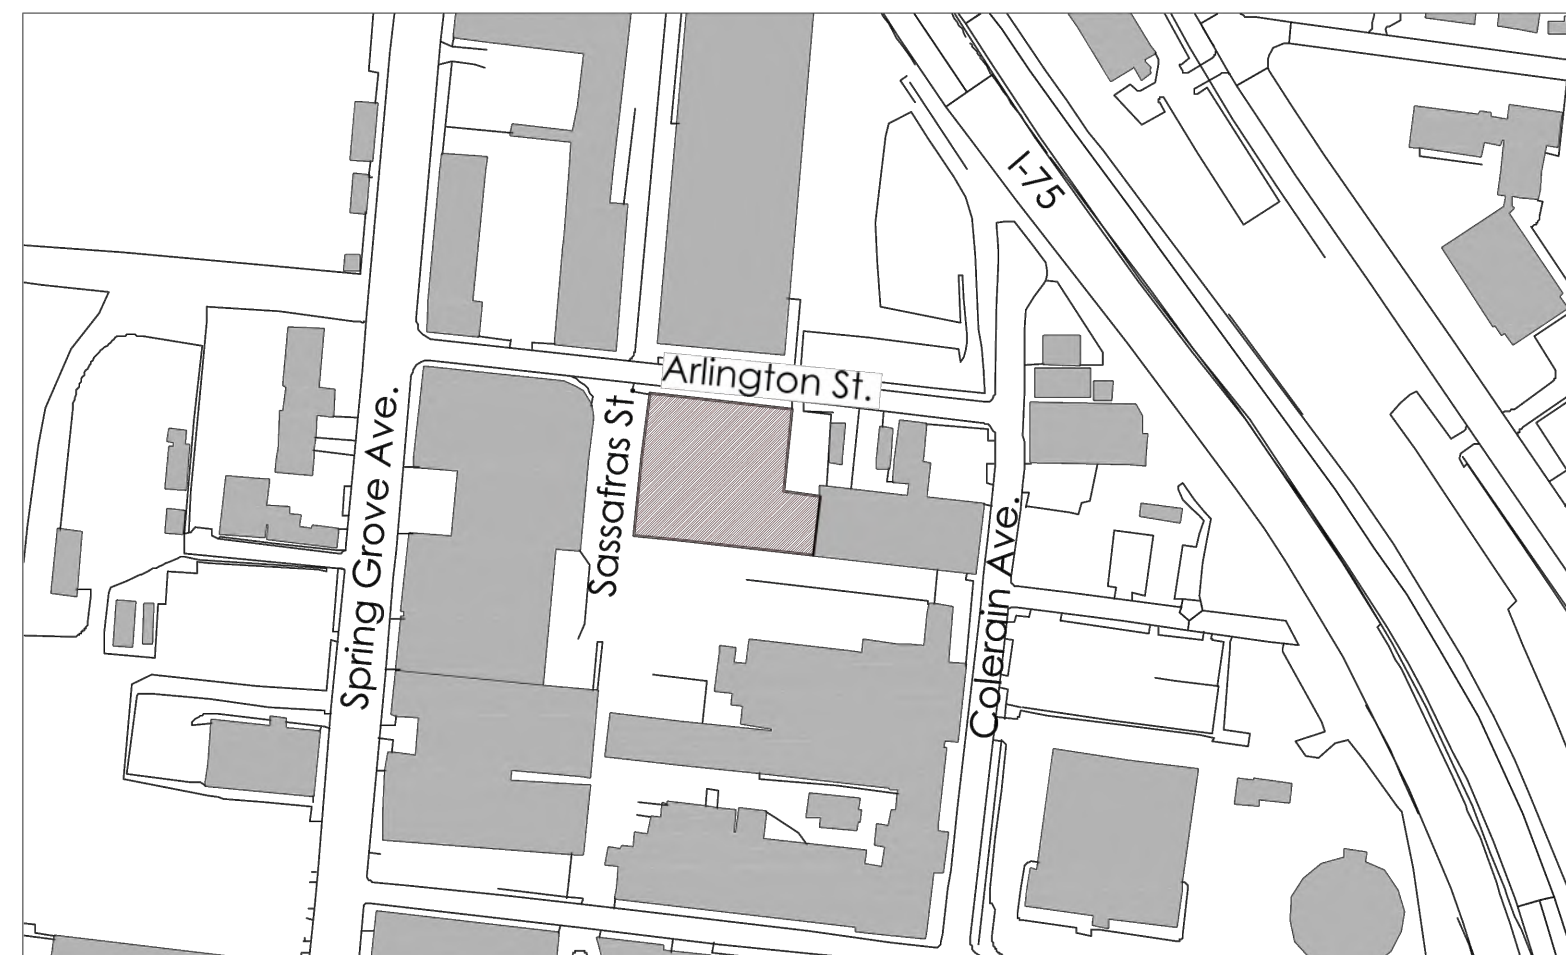 I-75
Arlington St.
Sassafras St.
Spring Grove Ave.
Colerain Ave.